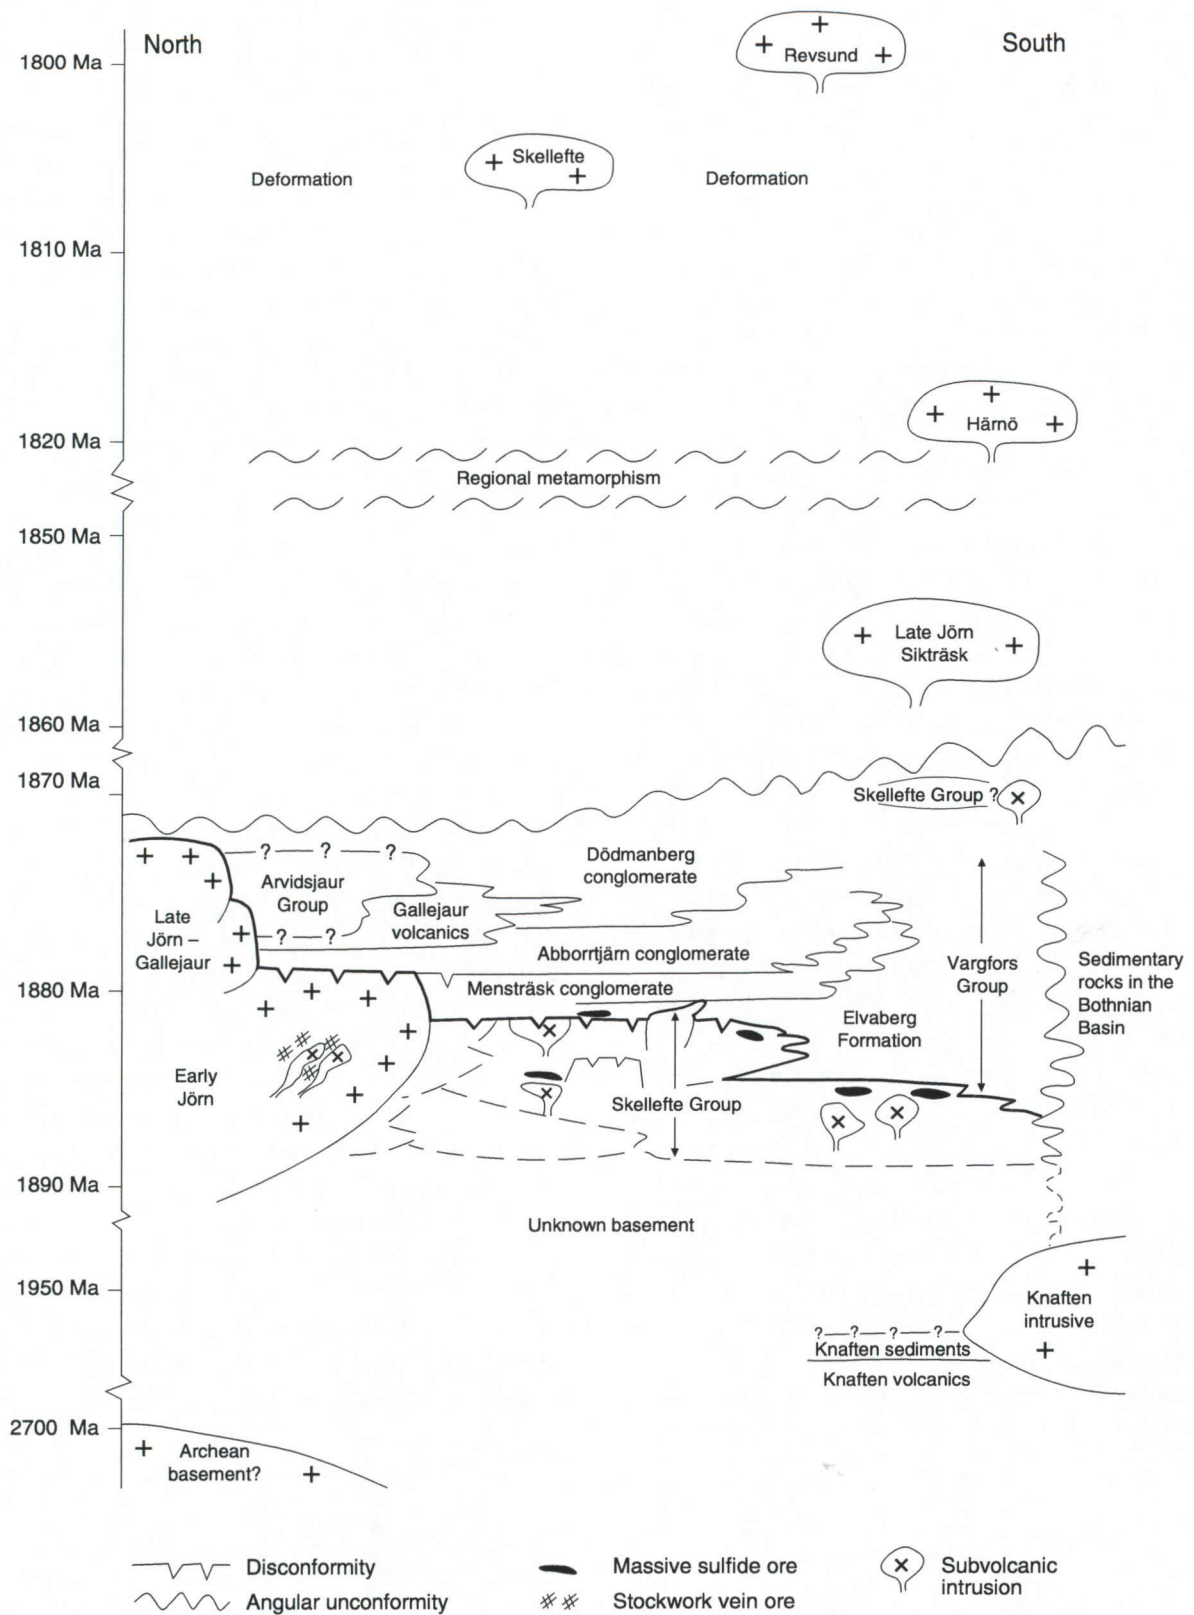 North
South
1800 Ma
Revsund
Skellefte
Deformation
Deformation
1810 Ma
Härnö
1820 Ma
Regional metamorphism
1850 Ma
Late Jörn
Sikträsk
1860 Ma
1870 Ma
Skellefte Group ?
? ? ?
Dödmanberg
conglomerate
Arvidsjaur
Group
Gallejaur
volcanics
Late
Jörn –
Gallejaur
? ?
Abborrtjärn conglomerate
Vargfors
Group
Sedimentary
rocks in the
Bothnian
Basin
1880 Ma
Mensträsk conglomerate
Elvaberg
Formation
Early
Jörn
Skellefte Group
1890 Ma
Unknown basement
1950 Ma
Knaften
intrusive
? ? ? ?
Knaften sediments
Knaften volcanics
2700 Ma
Archean
basement?
Disconformity
Massive sulfide ore
Subvolcanic
intrusion
Angular unconformity
Stockwork vein ore